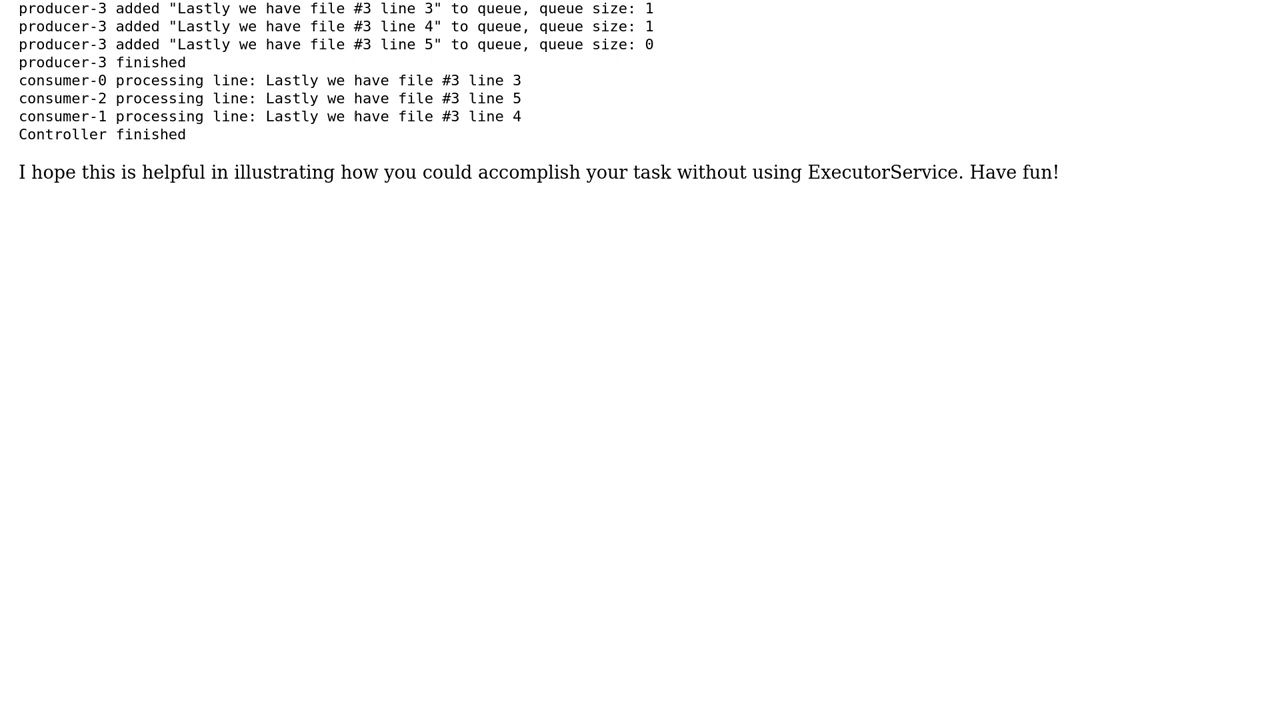 producer-3 added "Lastly we have file #3 line 3" to queue, queue size: 1
producer-3 added "Lastly we have file #3 line 4" to queue, queue size: 1
producer-3 added "Lastly we have file #3 line 5" to queue, queue size: 0
producer-3 finished
consumer-0 processing line: Lastly we have file #3 line 3
consumer-2 processing line: Lastly we have file #3 line 5
consumer-1 processing line: Lastly we have file #3 line 4
Controller finished
I hope this is helpful in illustrating how you could accomplish your task without using ExecutorService. Have fun!